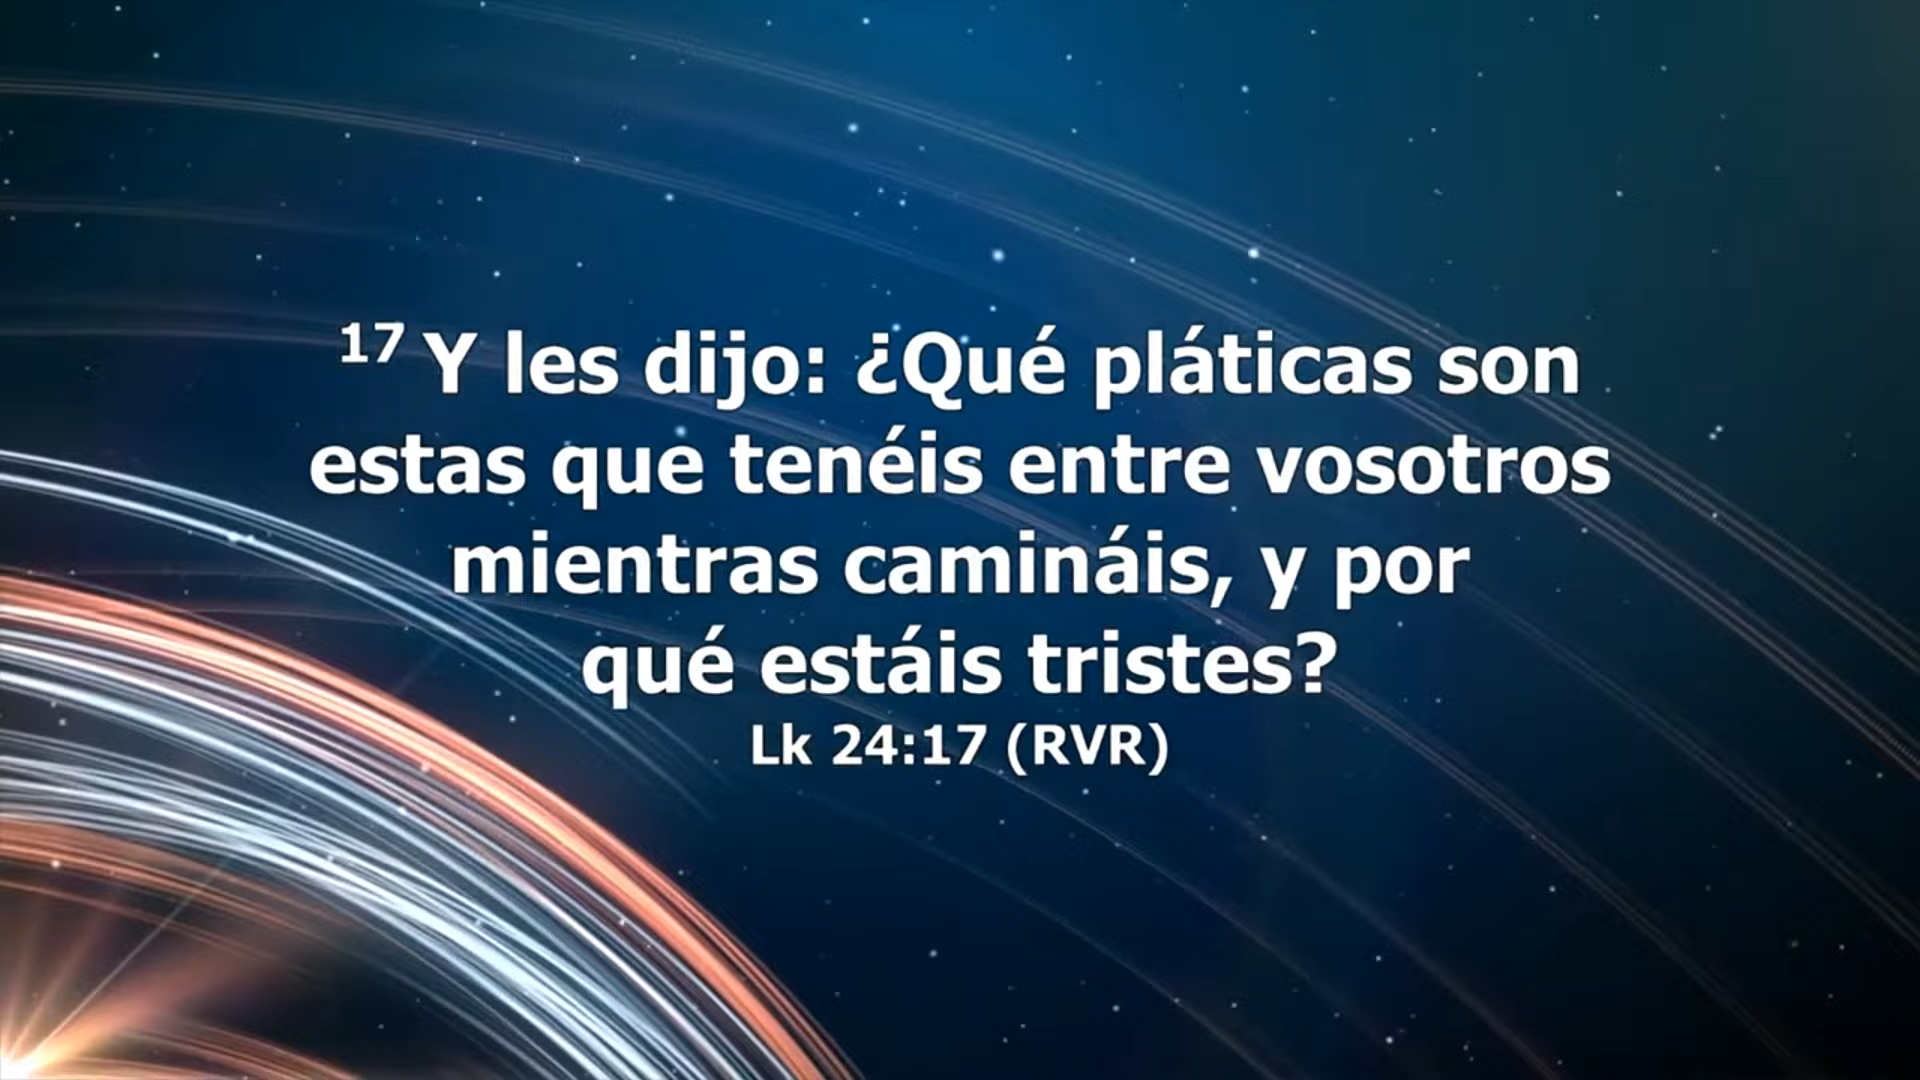 17 Y les dijo: ¿Qué pláticas son
estas que tenéis entre vosotros
mientras camináis, y por
qué estáis tristes?
Lk 24:17 (RVR)